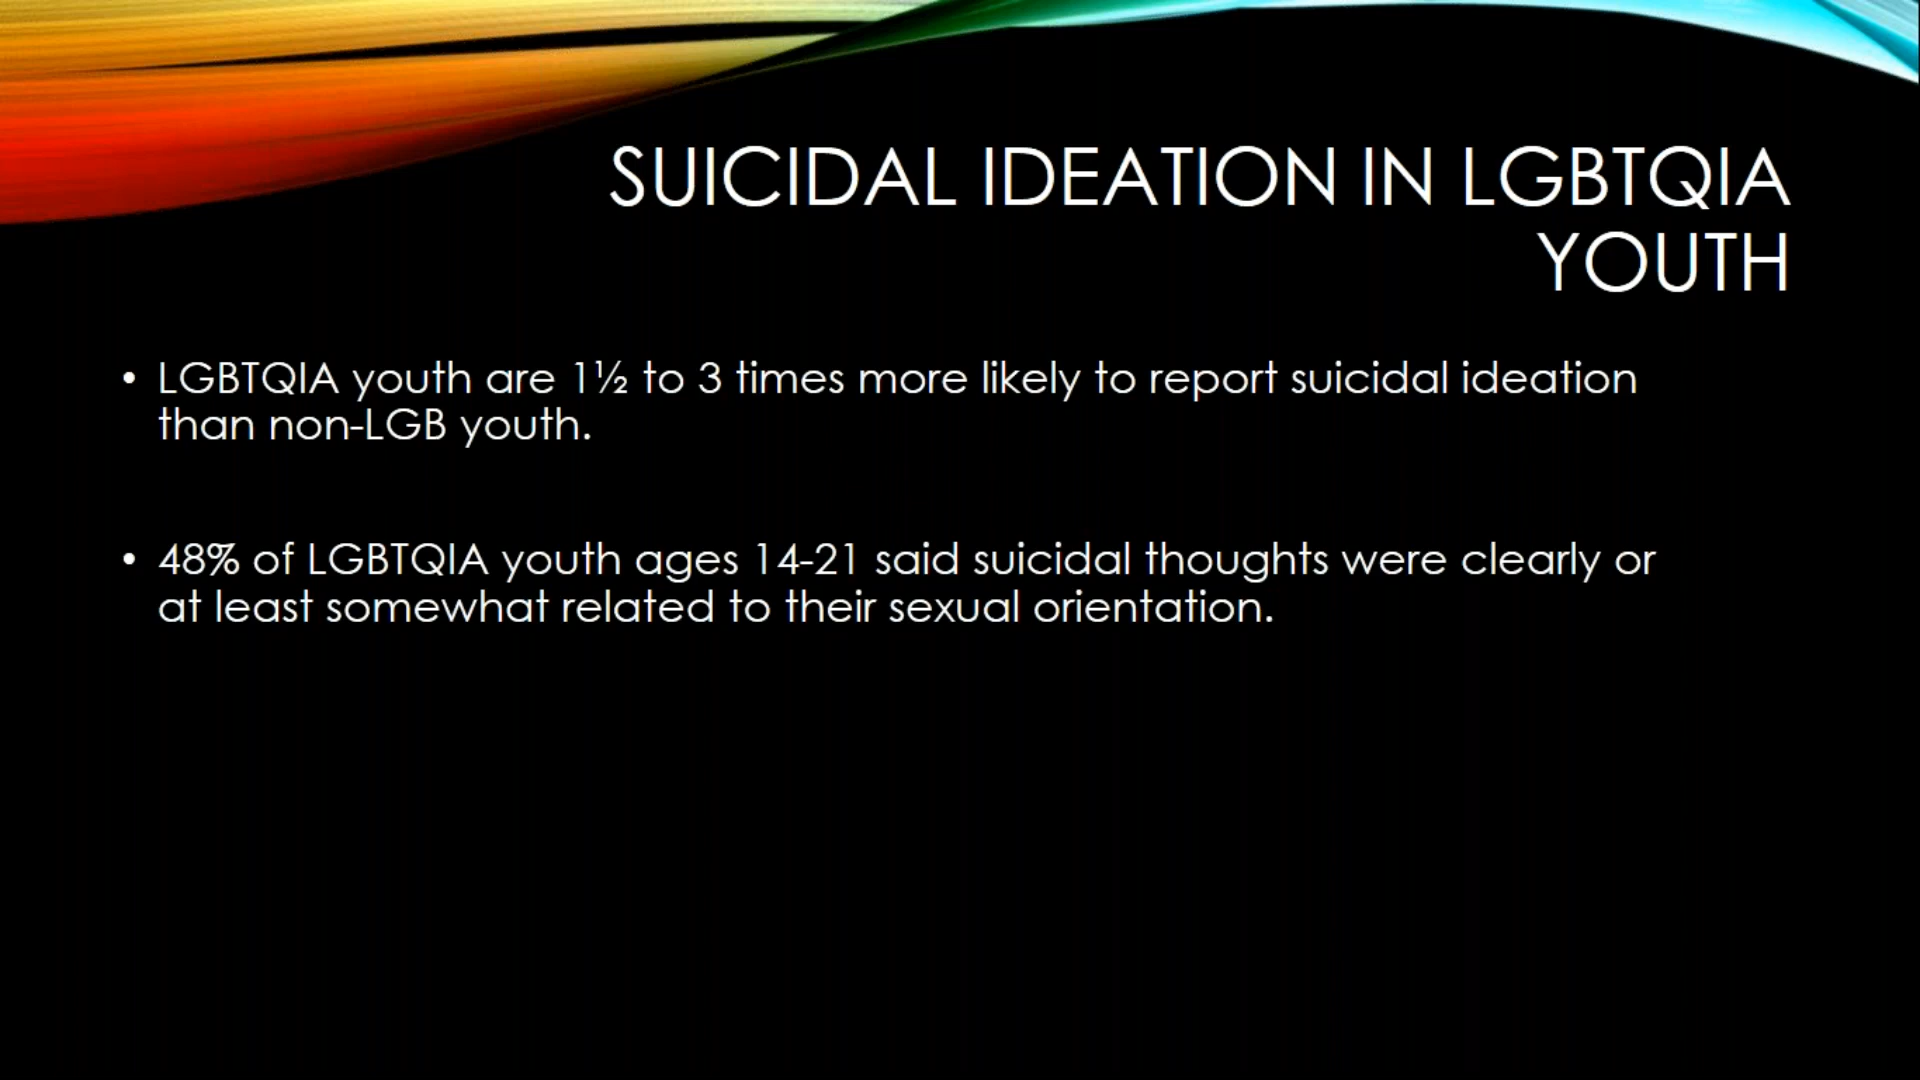 SUICIDAL IDEATION IN LGBTQIA
YOUTH
• LGBTQIA youth are 1½ to 3 times more likely to report suicidal ideation
than non-LGB youth.
• 48% of LGBTQIA youth ages 14-21 said suicidal thoughts were clearly or
at least somewhat related to their sexual orientation.